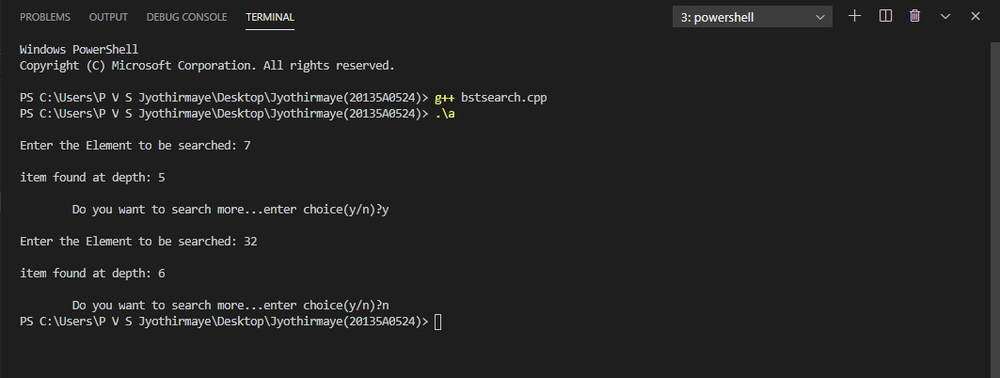 PROBLEMS OUTPUT DEBUG CONSOLE TERMINAL 3: powershell
Windows PowerShell
Copyright (C) Microsoft Corporation. All rights reserved.
PS C:\Users\P V S Jyothirmaye\Desktop\Jyothirmaye(20135A0524)> g++ bstsearch.cpp
PS C:\Users\P V S Jyothirmaye\Desktop\Jyothirmaye(20135A0524)> .\a
Enter the Element to be searched: 7
item found at depth: 5
Do you want to search more...enter choice(y/n)?y
Enter the Element to be searched: 32
item found at depth: 6
Do you want to search more...enter choice(y/n)?n
PS C:\Users\P V S Jyothirmaye\Desktop\Jyothirmaye(20135A0524)>